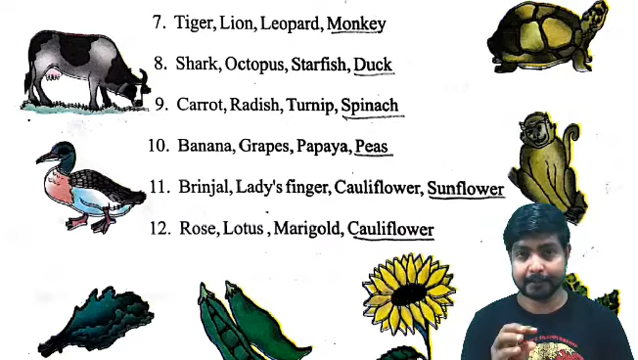 7. Tiger, Lion, Leopard, Monkey
8. Shark, Octopus, Starfish, Duck
9. Carrot, Radish, Turnip, Spinach
10. Banana, Grapes, Papaya, Peas
11. Brinjal, Lady's finger, Cauliflower, Sunflower
12. Rose, Lotus , Marigold, Cauliflower